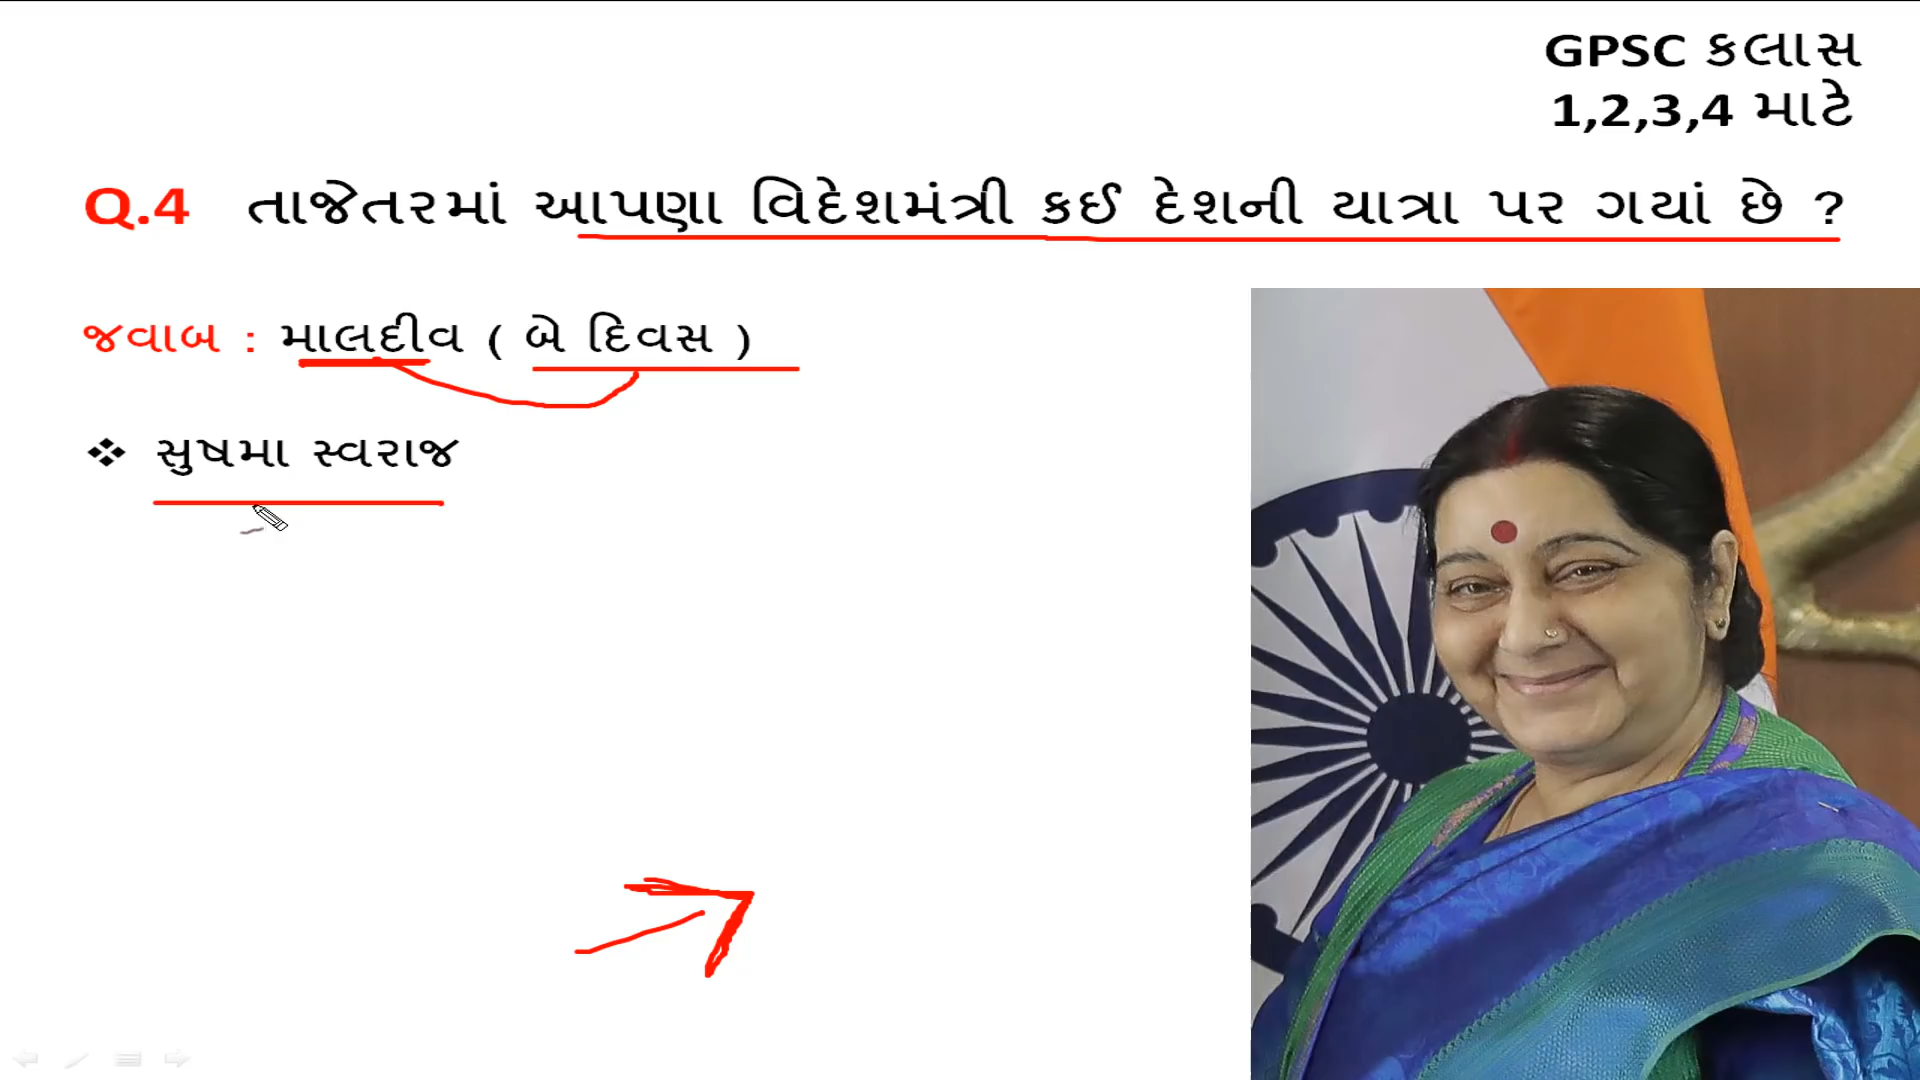 GPSC કલાસ
1,2,3,4 માટે
Q.4 તાજેતરમાં આપણા વિદેશમંત્રી કઈ દેશની યાત્રા પર ગયાં છે ?
જવાબ : માલદીવ ( બે દિવસ )
❖ સુષમા સ્વરાજ